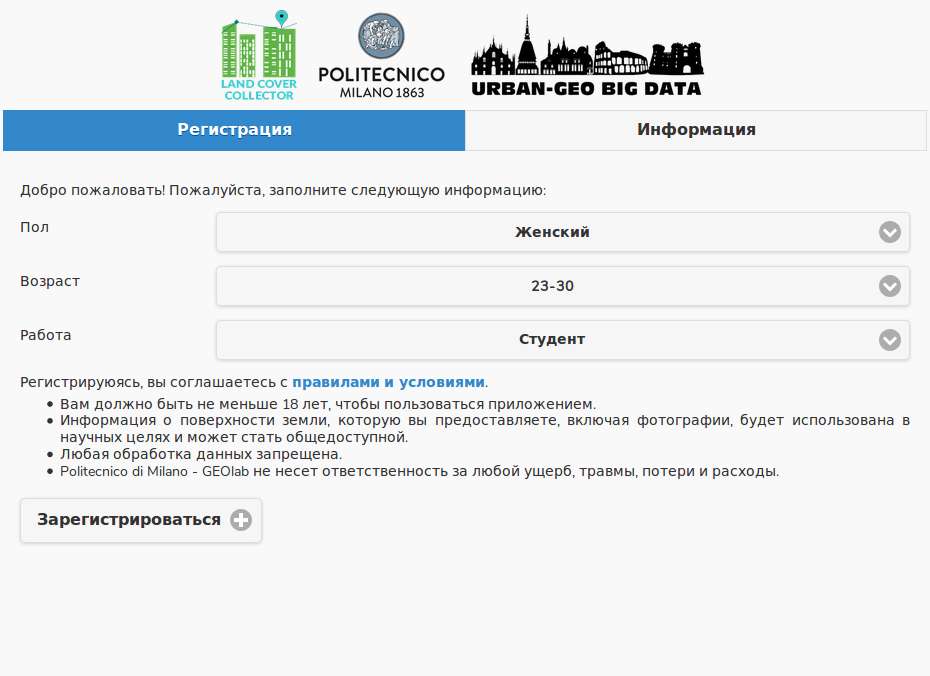 LAND COVER
COLLECTOR
POLITECNICO
MILANO 1863
URBAN-GEO BIG DATA
Регистрация
Информация
Добро пожаловать! Пожалуйста, заполните следующую информацию:
Пол
Женский
Возраст
23-30
Работа
Студент
Регистрируюясь, вы соглашаетесь с правилами и условиями.
• Вам должно быть не меньше 18 лет, чтобы пользоваться приложением.
• Информация о поверхности земли, которую вы предоставляете, включая фотографии, будет использована в
научных целях и может стать общедоступной.
• Любая обработка данных запрещена.
• Politecnico di Milano - GEOlab не несет ответственность за любой ущерб, травмы, потери и расходы.
Зарегистрироваться